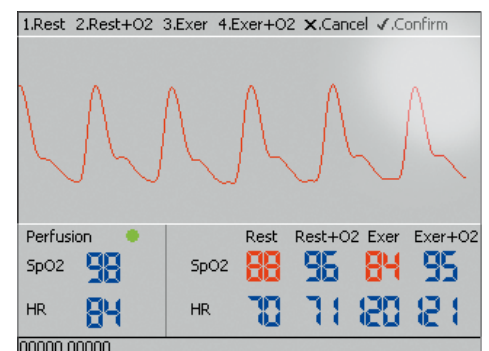 1.Rest 2.Rest+O2 3.Exer 4.Exer+O2 ✗.Cancel ✓.Confirm
Perfusion Rest Rest+O2 Exer Exer+O2
SpO2 98 SpO2 88 96 84 95
HR 84 HR 70 71 120 121
00000 00000